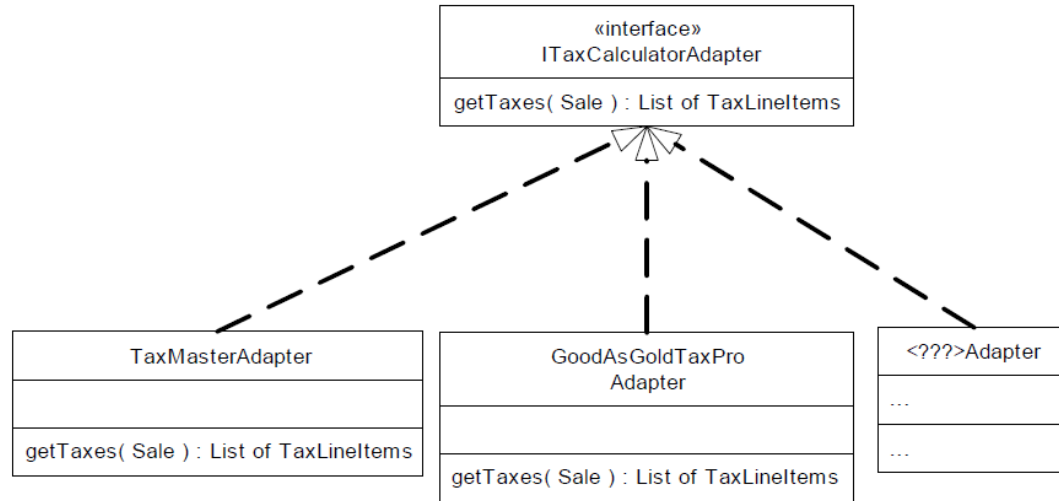 «interface»
ITaxCalculatorAdapter
getTaxes( Sale ) : List of TaxLineItems
TaxMasterAdapter
getTaxes( Sale ) : List of TaxLineItems
GoodAsGoldTaxPro
Adapter
getTaxes( Sale ) : List of TaxLineItems
<???>Adapter
...
...